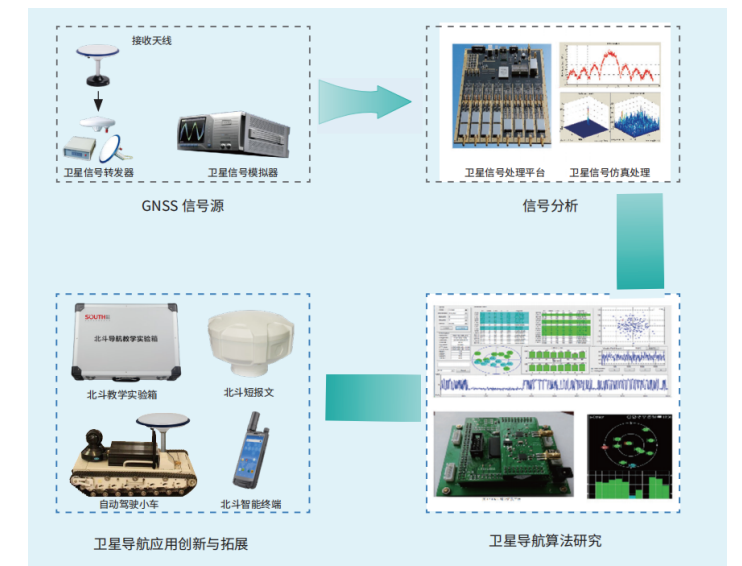 接收天线
卫星信号转发器
卫星信号模拟器
GNSS 信号源
卫星信号处理平台
卫星信号仿真处理
信号分析
SOUTH
北斗导航教学实验箱
北斗教学实验箱
北斗短报文
自动驾驶小车
北斗智能终端
卫星导航应用创新与拓展
卫星导航算法研究